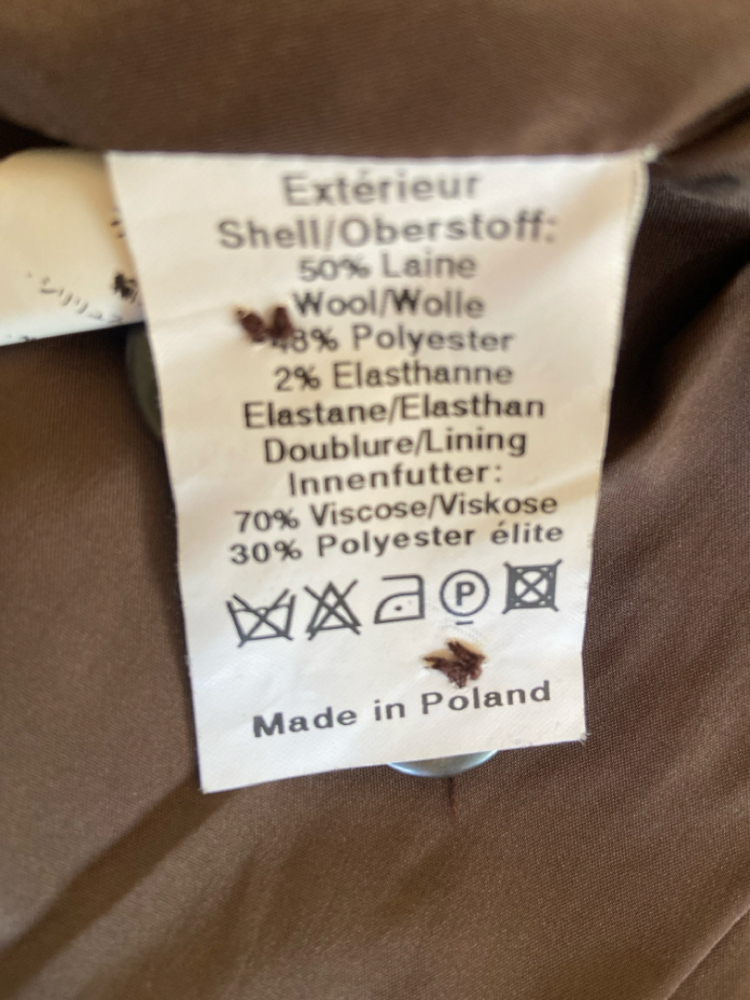 Extérieur
Shell/Oberstoff:
50% Laine
Wool/Wolle
48% Polyester
2% Elasthanne
Elastane/Elasthan
Doublure/Lining
Innenfutter:
70% Viscose/Viskose
30% Polyester élite
P
Made in Poland